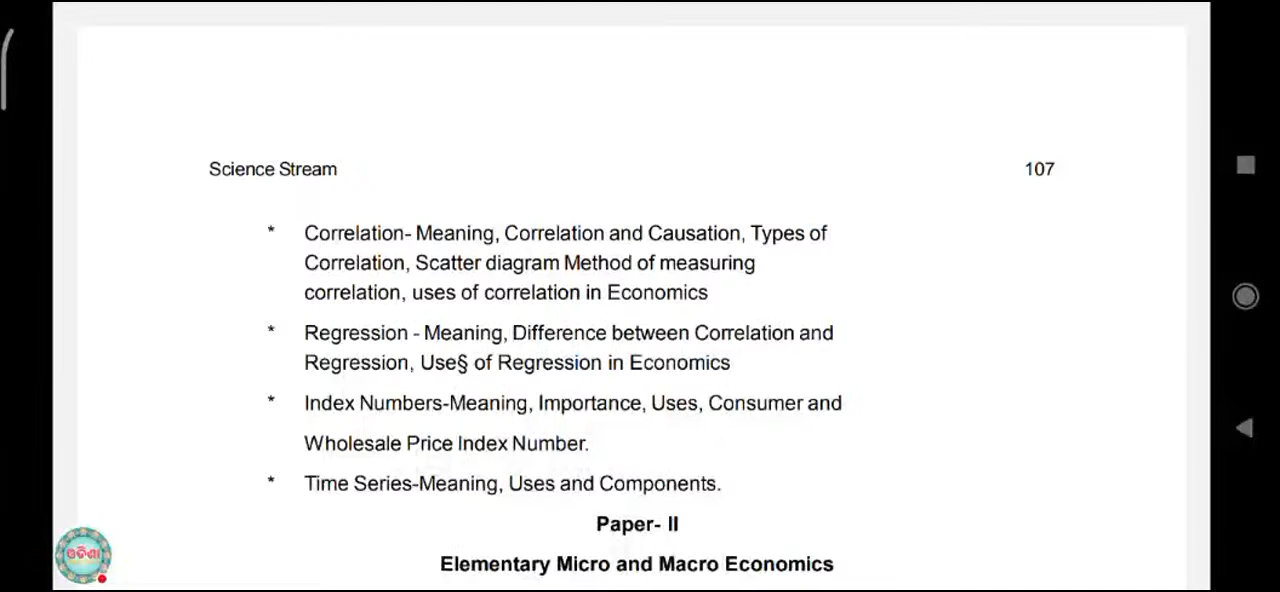 Science Stream 107
* Correlation- Meaning, Correlation and Causation, Types of
Correlation, Scatter diagram Method of measuring
correlation, uses of correlation in Economics
* Regression - Meaning, Difference between Correlation and
Regression, Use§ of Regression in Economics
* Index Numbers-Meaning, Importance, Uses, Consumer and
Wholesale Price Index Number.
* Time Series-Meaning, Uses and Components.
Paper- II
ଓଡ଼ିଶା
Elementary Micro and Macro Economics